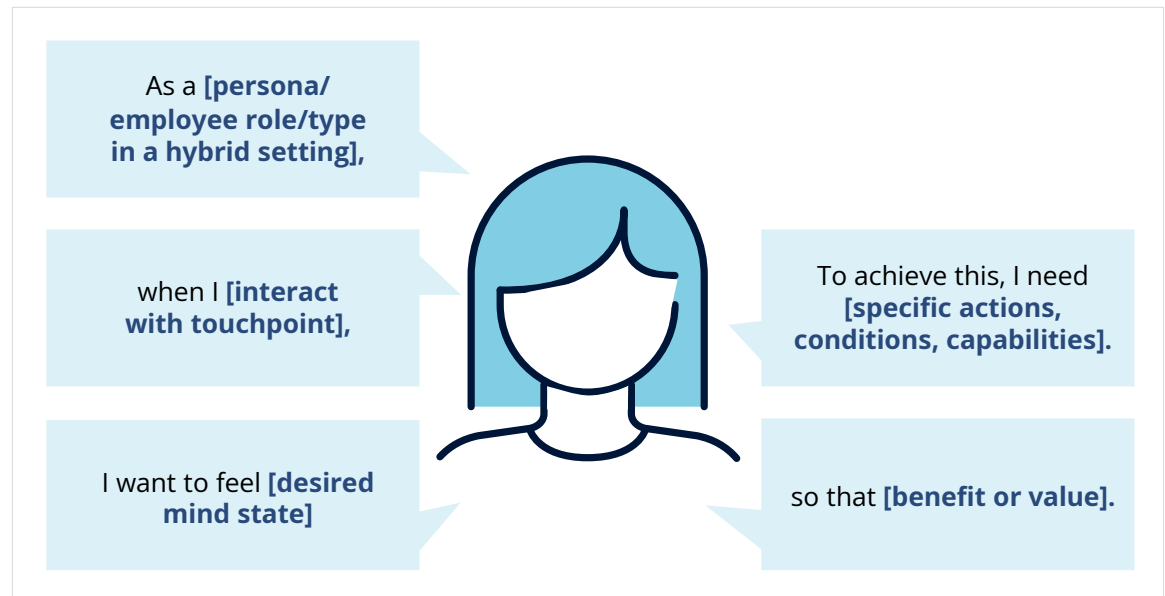 As a [persona/
employee role/type
in a hybrid setting],
when I [interact
with touchpoint],
I want to feel [desired
mind state]
To achieve this, I need
[specific actions,
conditions, capabilities].
so that [benefit or value].